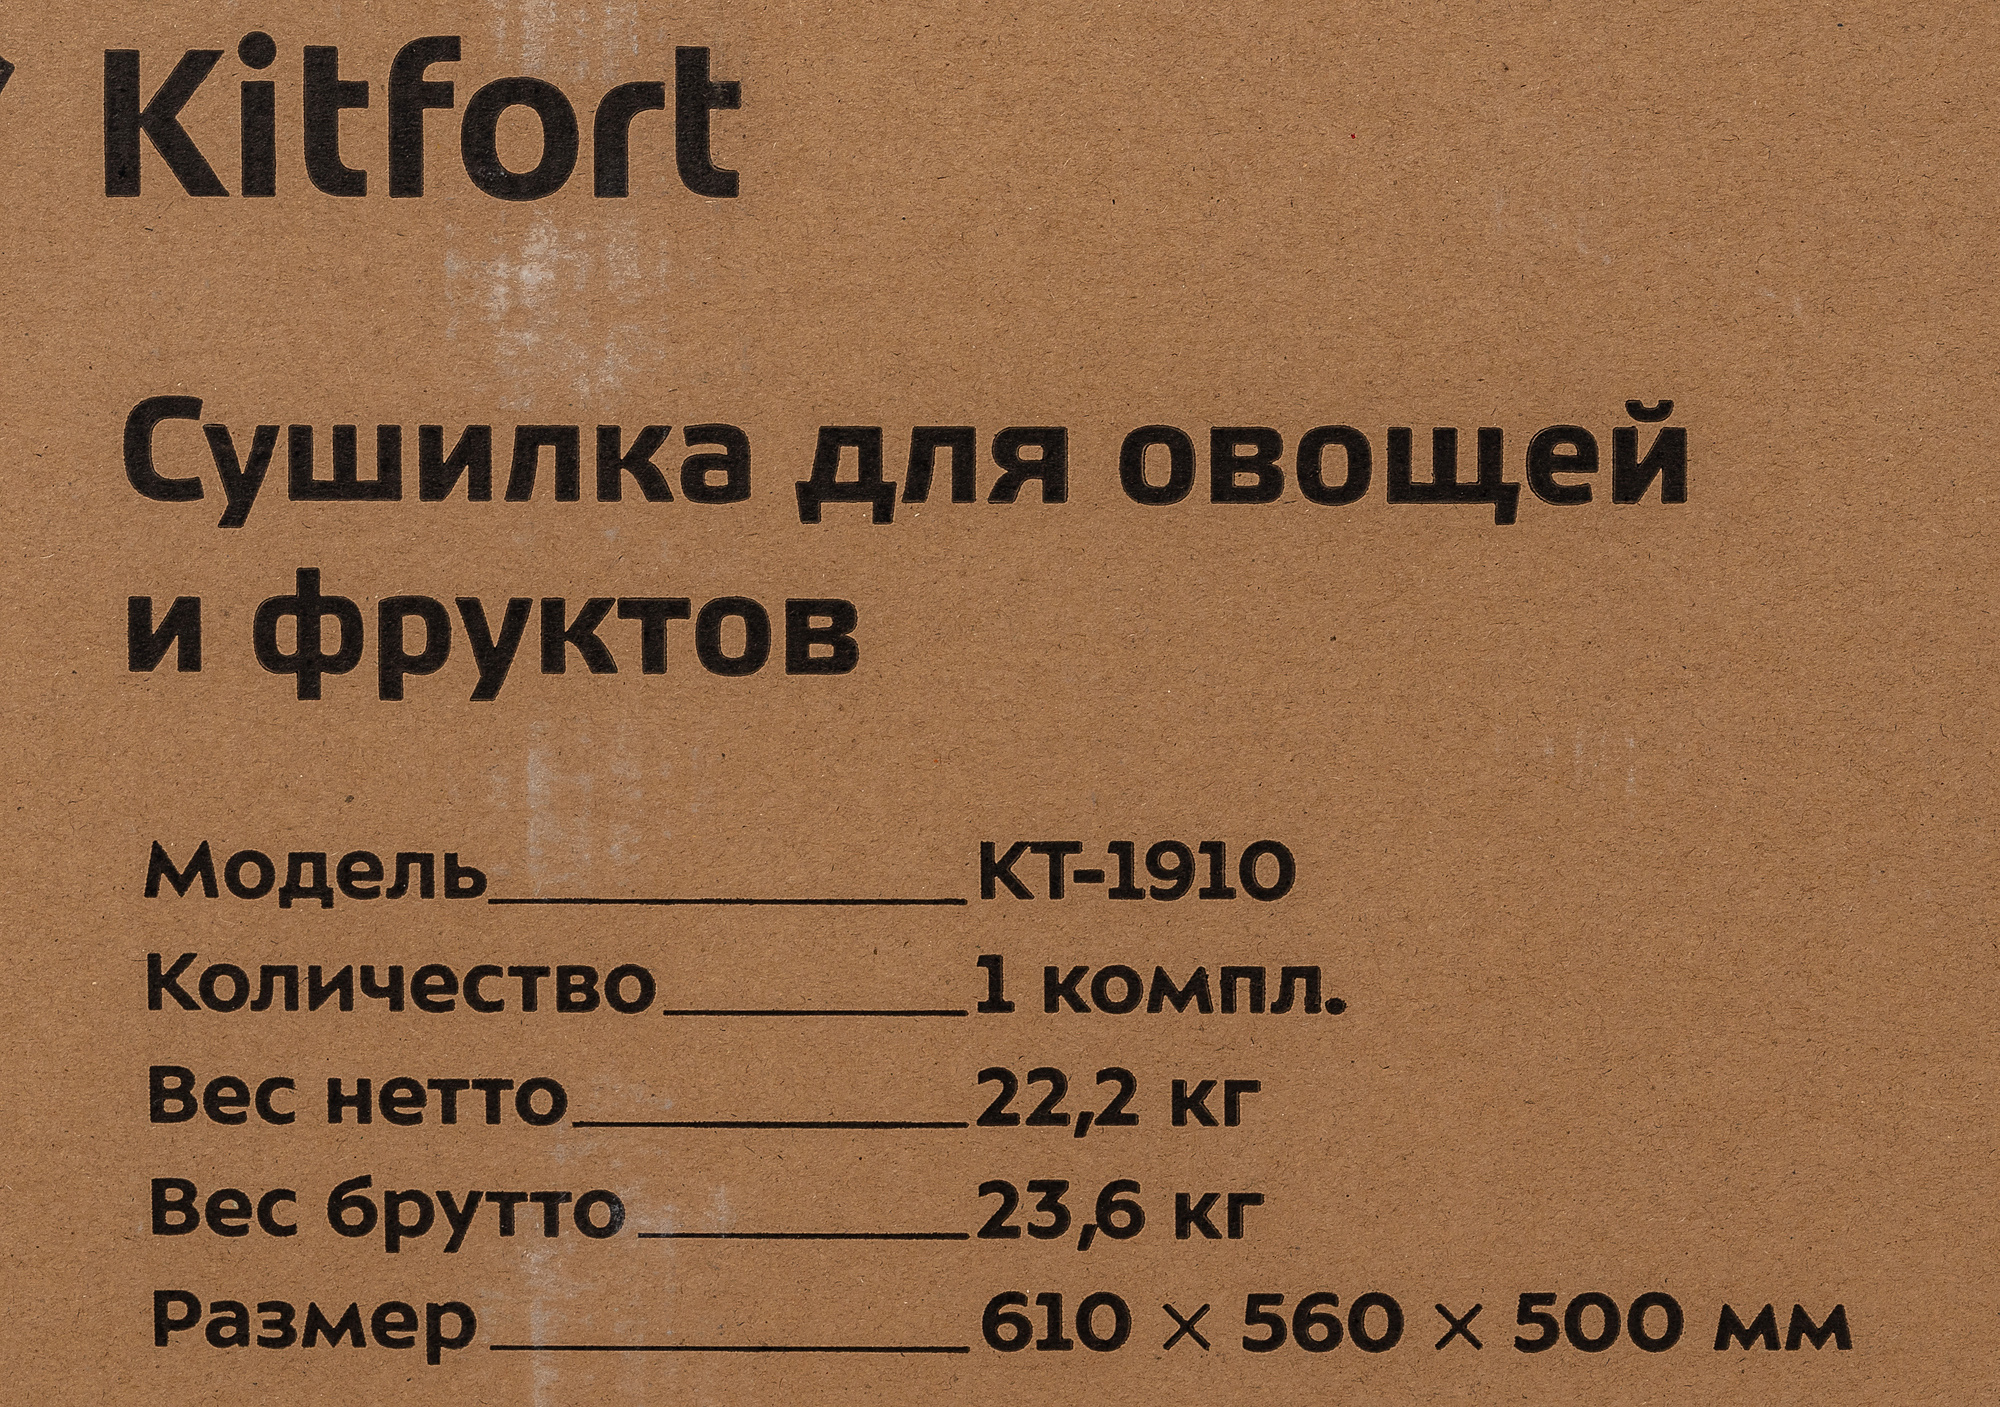 Kitfort
Сушилка для овощей
и фруктов
Модель KT-1910
Количество 1 компл.
Вес нетто 22,2 кг
Вес брутто 23,6 кг
Размер 610 × 560 × 500 мм